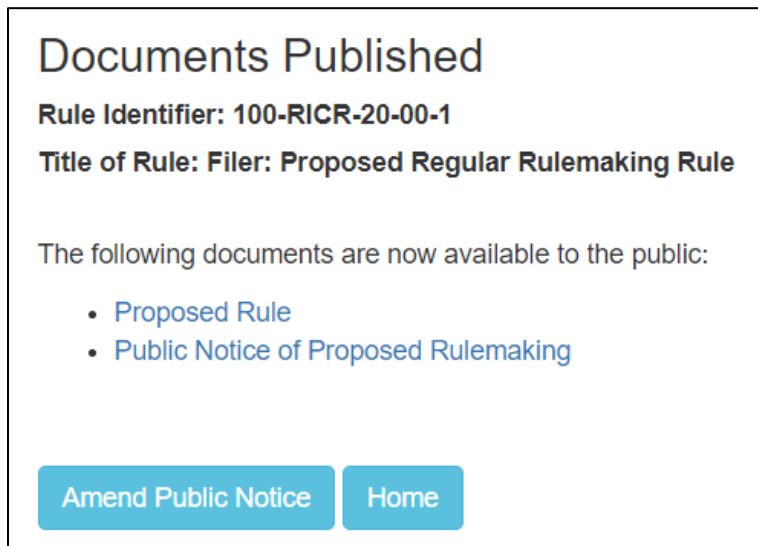 Documents Published
Rule Identifier: 100-RICR-20-00-1
Title of Rule: Filer: Proposed Regular Rulemaking Rule
The following documents are now available to the public:
• Proposed Rule
• Public Notice of Proposed Rulemaking
Amend Public Notice Home